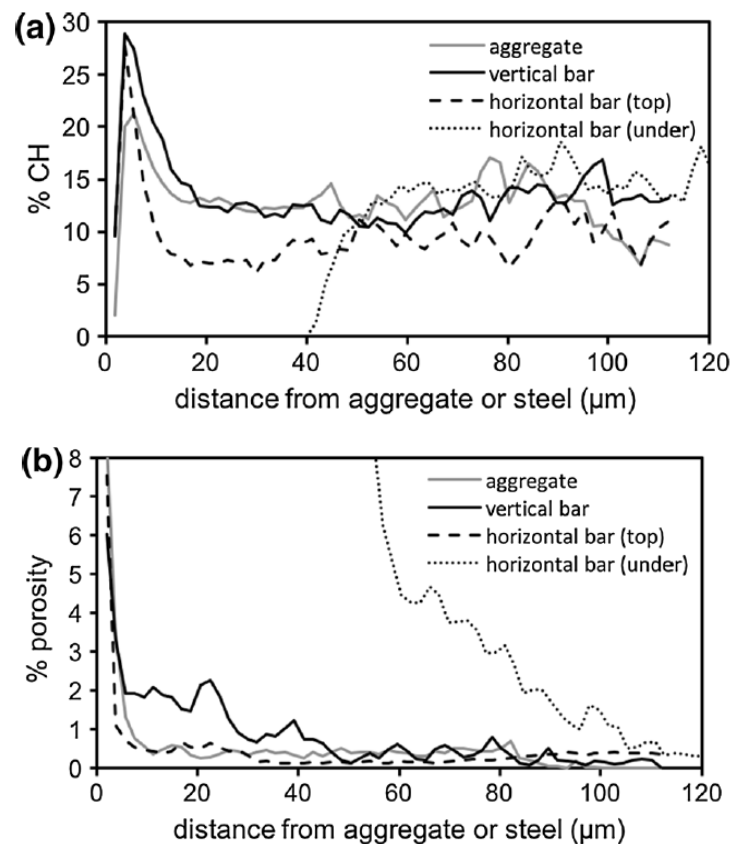 (a)
30
25
20
15
10
5
0
% CH
aggregate
vertical bar
horizontal bar (top)
horizontal bar (under)
0 20 40 60 80 100 120
distance from aggregate or steel (µm)
(b)
8
7
6
5
4
3
2
1
0
% porosity
aggregate
vertical bar
horizontal bar (top)
horizontal bar (under)
0 20 40 60 80 100 120
distance from aggregate or steel (µm)